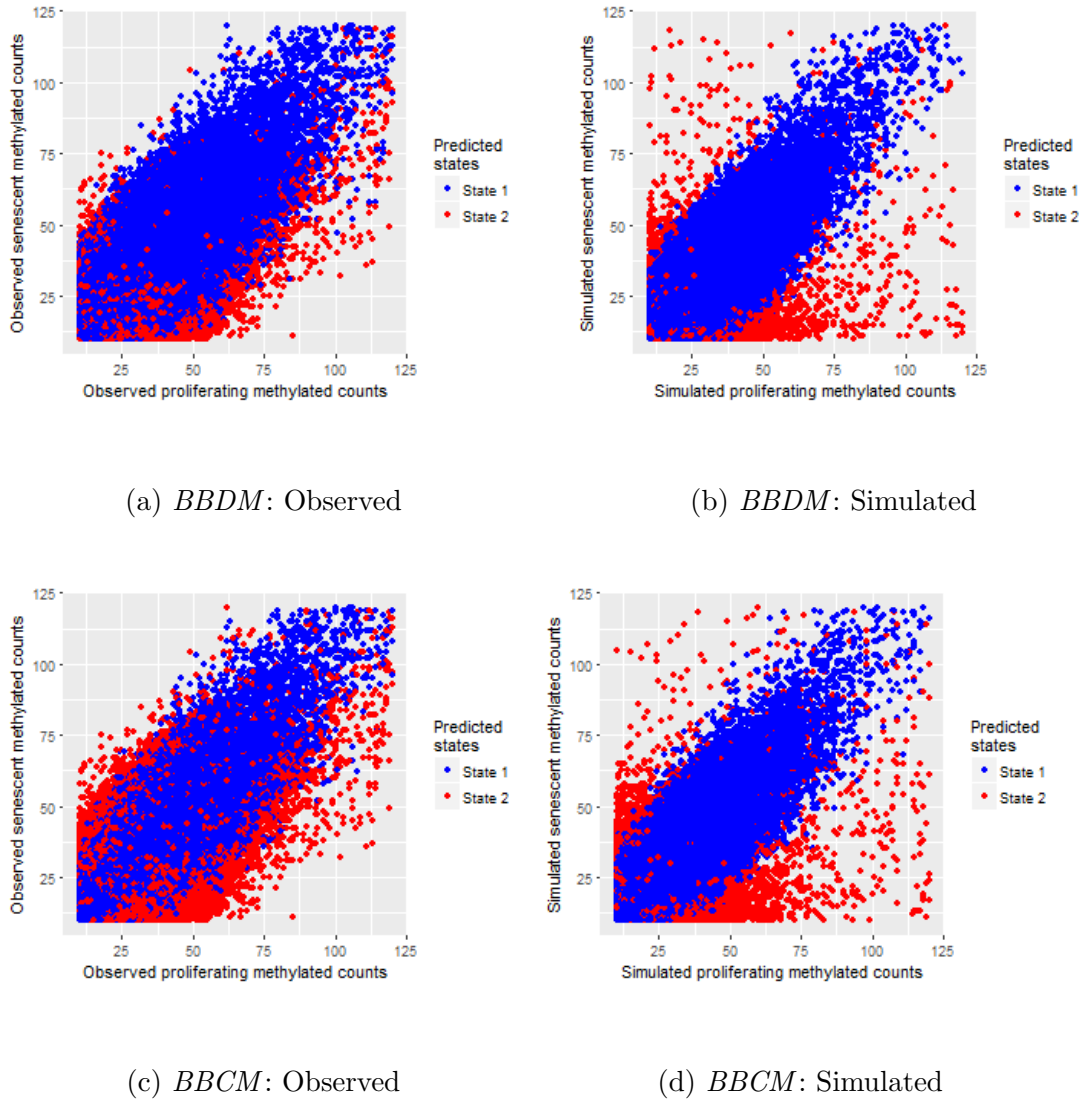 125
100
75
50
25
Observed senescent methylated counts
25
50
75
100
125
Observed proliferating methylated counts
Predicted
states
State 1
State 2
(a) BBDM: Observed
125
100
75
50
25
Simulated senescent methylated counts
25
50
75
100
125
Simulated proliferating methylated counts
Predicted
states
State 1
State 2
(b) BBDM: Simulated
125
100
75
50
25
Observed senescent methylated counts
25
50
75
100
125
Observed proliferating methylated counts
Predicted
states
State 1
State 2
(c) BBCM: Observed
125
100
75
50
25
Simulated senescent methylated counts
25
50
75
100
125
Simulated proliferating methylated counts
Predicted
states
State 1
State 2
(d) BBCM: Simulated